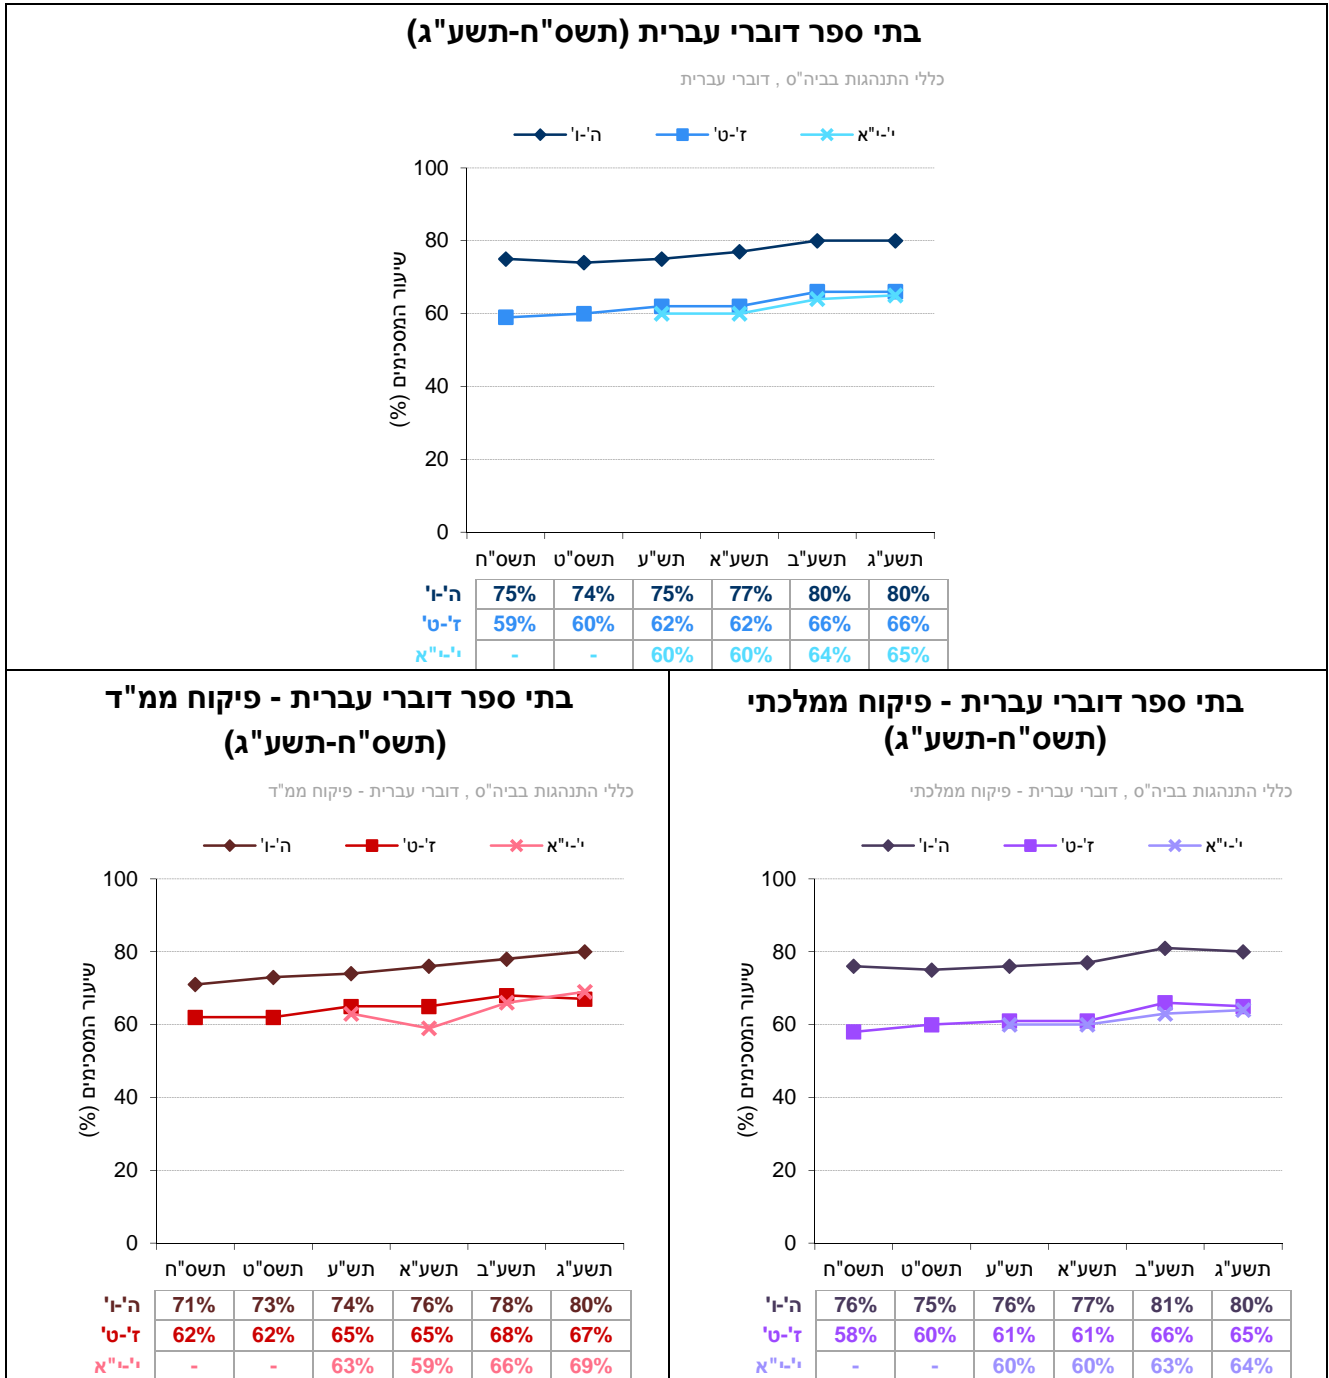 בתי ספר דוברי עברית (תשס"ח-תשע"ג)
כללי התנהגות בביה"ס , דוברי עברית
ה'-ו' ז'-ט' י'-י"א
שיעור המסכימים (%)
100
80
60
40
20
0
תשס"ח תשס"ט תש"ע תשע"א תשע"ב תשע"ג
ה'-ו' 75% 74% 75% 77% 80% 80%
ז'-ט' 59% 60% 62% 62% 66% 66%
י'-י"א - - 60% 60% 64% 65%
בתי ספר דוברי עברית - פיקוח ממלכתי
(תשס"ח-תשע"ג)
כללי התנהגות בביה"ס , דוברי עברית - פיקוח ממלכתי
ה'-ו' ז'-ט' י'-י"א
שיעור המסכימים (%)
100
80
60
40
20
0
תשס"ח תשס"ט תש"ע תשע"א תשע"ב תשע"ג
ה'-ו' 76% 75% 76% 77% 81% 80%
ז'-ט' 58% 60% 61% 61% 66% 65%
י'-י"א - - 60% 60% 63% 64%
בתי ספר דוברי עברית - פיקוח ממ"ד
(תשס"ח-תשע"ג)
כללי התנהגות בביה"ס , דוברי עברית - פיקוח ממ"ד
ה'-ו' ז'-ט' י'-י"א
שיעור המסכימים (%)
100
80
60
40
20
0
תשס"ח תשס"ט תש"ע תשע"א תשע"ב תשע"ג
ה'-ו' 71% 73% 74% 76% 78% 80%
ז'-ט' 62% 62% 65% 65% 68% 67%
י'-י"א - - 63% 59% 66% 69%